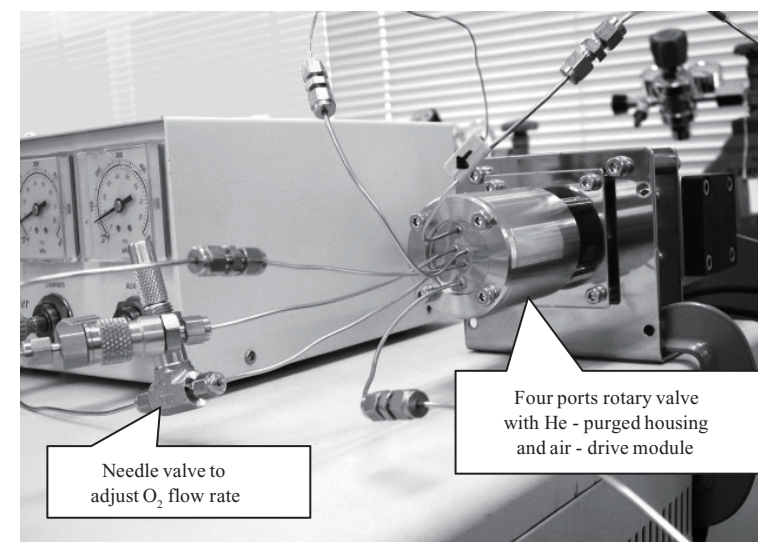 CARRIER
Needle valve to
adjust O₂ flow rate
Four ports rotary valve
with He - purged housing
and air - drive module